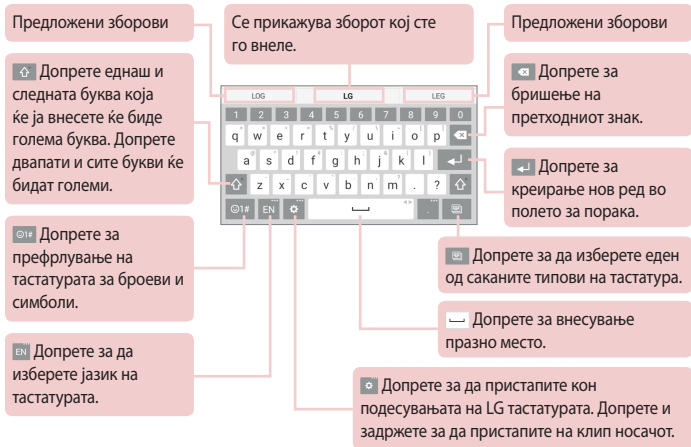 Предложени зборови
Се прикажува зборот кој сте
го внеле.
Предложени зборови
Допрете еднаш и
следната буква која
ќе ја внесете ќе биде
голема буква. Допрете
двапати и сите букви ќе
бидат големи.
Допрете за
бришење на
претходниот знак.
LOG LG LEG
1 2 3 4 5 6 7 8 9 0
q w e r t y u i o p
a s d f g h j k l
z x c v b n m . ?
☺1# EN .
Допрете за
креирање нов ред во
полето за порака.
☺1# Допрете за
префрлување на
тастатурата за броеви и
симболи.
Допрете за да изберете еден
од саканите типови на тастатура.
Допрете за внесување
празно место.
EN Допрете за да
изберете јазик на
тастатурата.
Допрете за да пристапите кон
подесувањата на LG тастатурата. Допрете и
задржете за да пристапите на клип носачот.